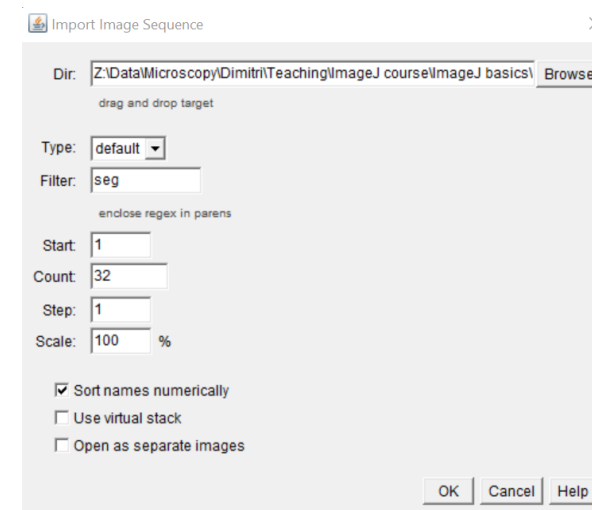 Import Image Sequence
Dir: Z:\Data\Microscopy\Dimitri\Teaching\ImageJ course\ImageJ basics\ Browse
drag and drop target
Type: default
Filter: seg
enclose regex in parens
Start: 1
Count: 32
Step: 1
Scale: 100 %
Sort names numerically
Use virtual stack
Open as separate images
OK Cancel Help